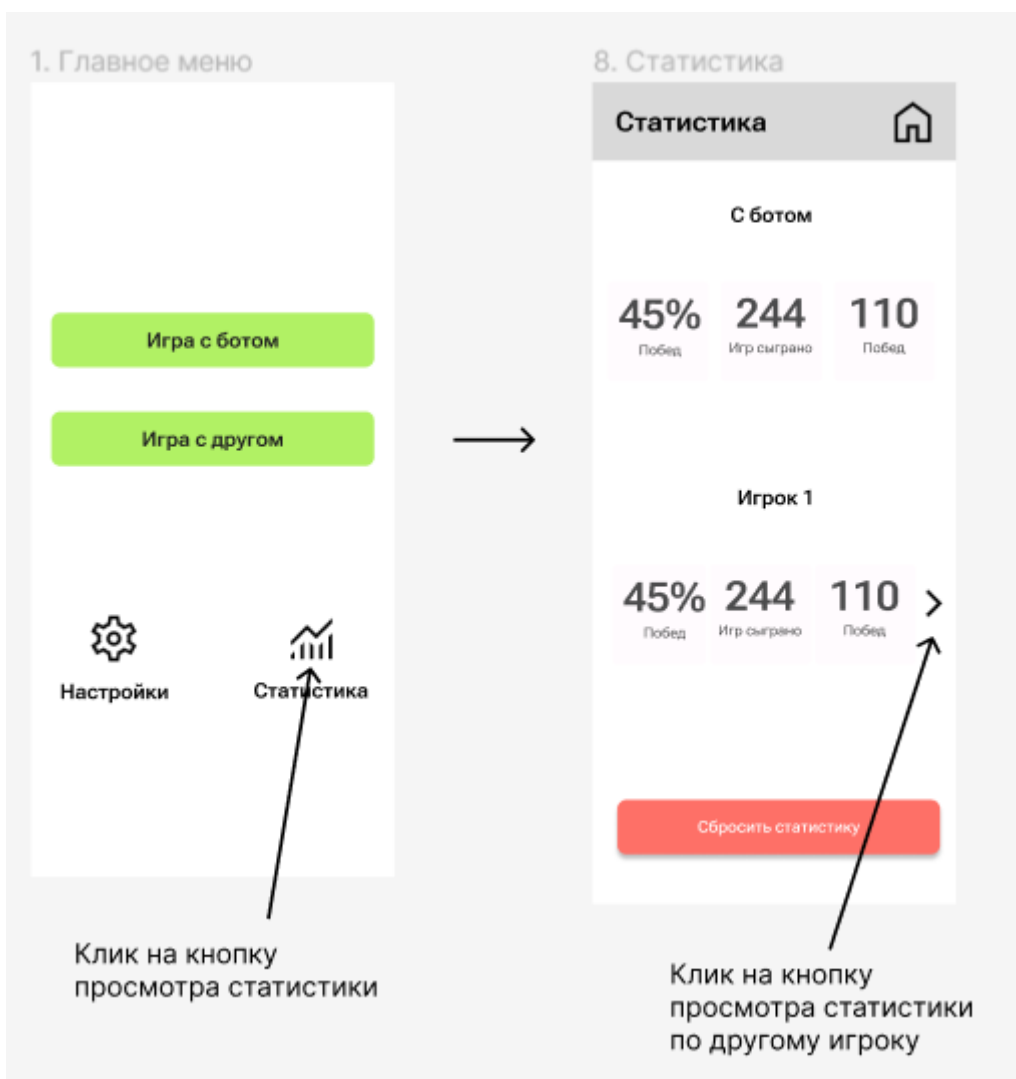 1. Главное меню
Игра с ботом
Игра с другом
Настройки
Статистика
Клик на кнопку
просмотра статистики
8. Статистика
Статистика
С ботом
45%
244
110
Побед
Игр сыграно
Побед
Игрок 1
45%
244
110
Побед
Игр сыграно
Побед
Сбросить статистику
Клик на кнопку
просмотра статистики
по другому игроку